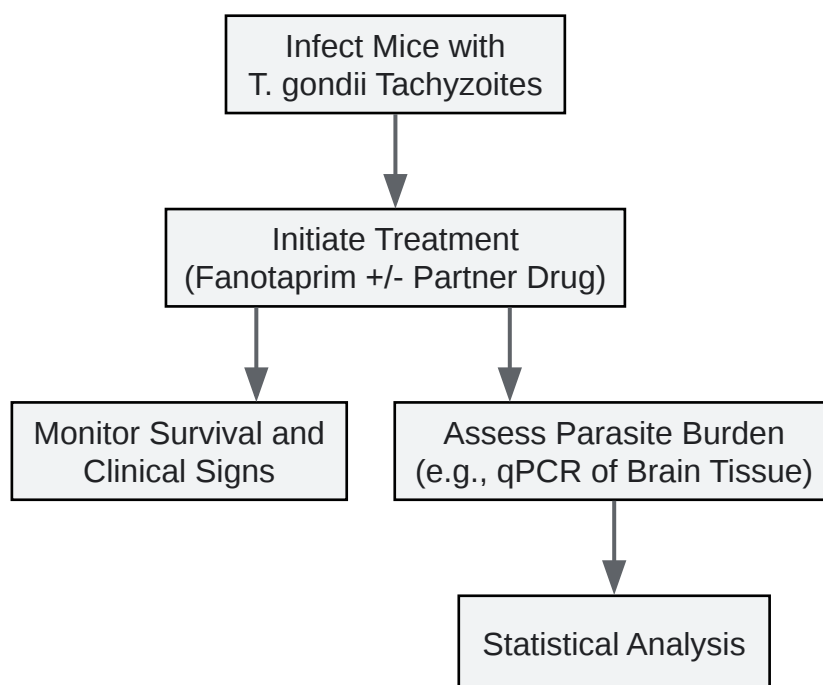 Infect Mice with
T. gondii Tachyzoites
Initiate Treatment
(Fanotaprim +/- Partner Drug)
Monitor Survival and
Clinical Signs
Assess Parasite Burden
(e.g., qPCR of Brain Tissue)
Statistical Analysis